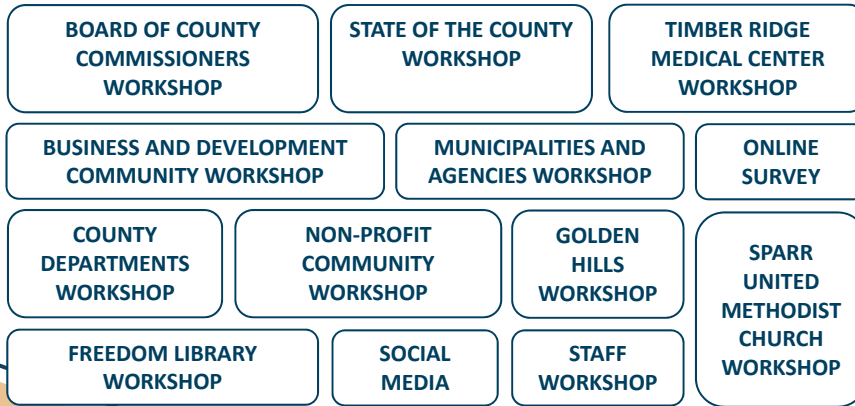 BOARD OF COUNTY
COMMISSIONERS
WORKSHOP
STATE OF THE COUNTY
WORKSHOP
TIMBER RIDGE
MEDICAL CENTER
WORKSHOP
BUSINESS AND DEVELOPMENT
COMMUNITY WORKSHOP
MUNICIPALITIES AND
AGENCIES WORKSHOP
ONLINE
SURVEY
COUNTY
DEPARTMENTS
WORKSHOP
NON-PROFIT
COMMUNITY
WORKSHOP
GOLDEN
HILLS
WORKSHOP
SPARR
UNITED
METHODIST
CHURCH
WORKSHOP
FREEDOM LIBRARY
WORKSHOP
SOCIAL
MEDIA
STAFF
WORKSHOP